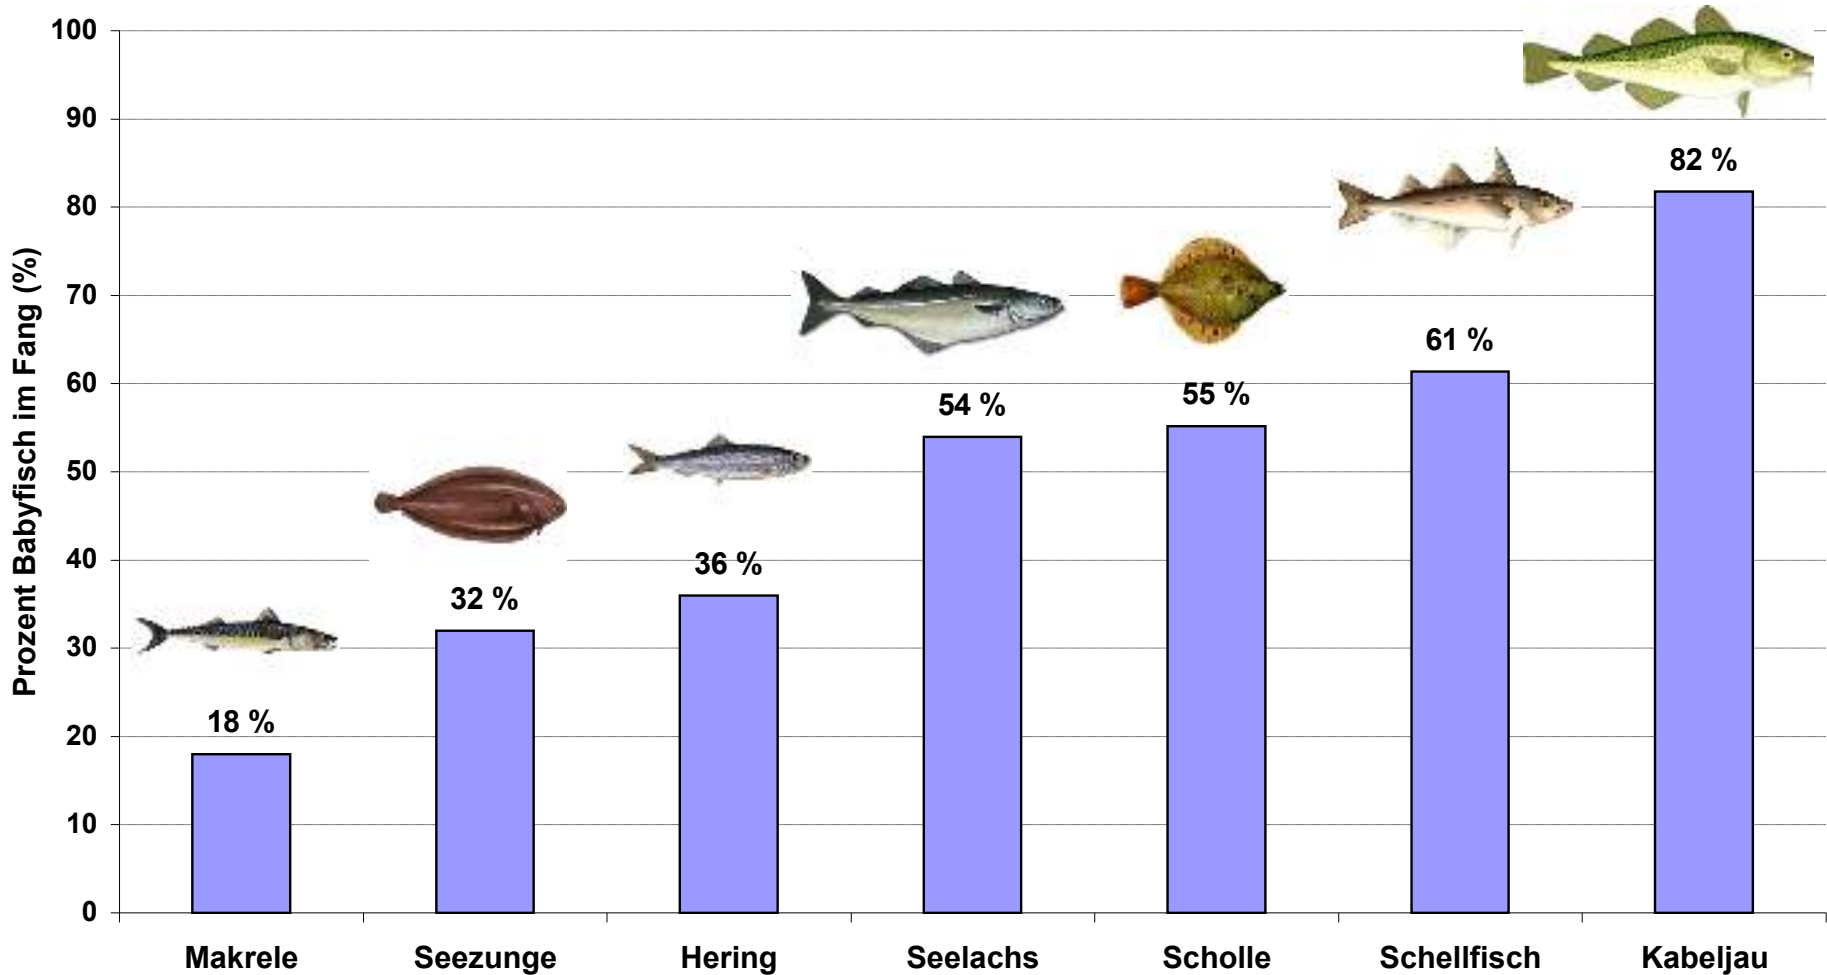 Prozent Babyfisch im Fang (%)
100
90
80
70
60
50
40
30
20
10
0
18 %
32 %
36 %
54 %
55 %
61 %
82 %
Makrele
Seezunge
Hering
Seelachs
Scholle
Schellfisch
Kabeljau